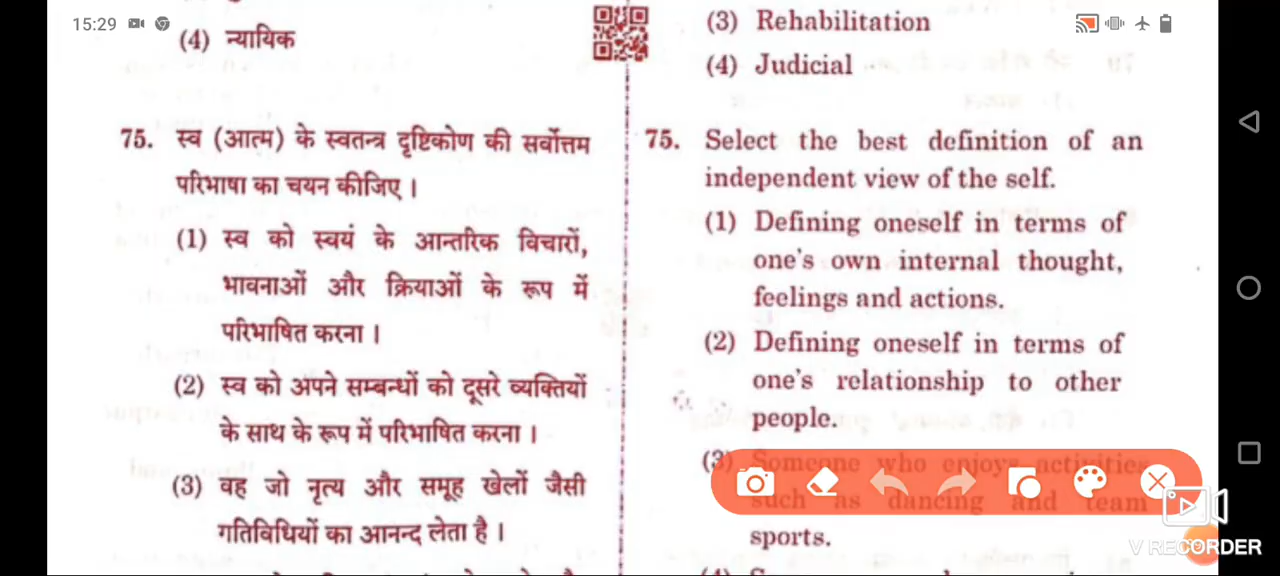 15:29
(4) न्यायिक
75. स्व (आत्म) के स्वतन्त्र दृष्टिकोण की सर्वोत्तम
परिभाषा का चयन कीजिए ।
(1) स्व को स्वयं के आन्तरिक विचारों,
भावनाओं और क्रियाओं के रूप में
परिभाषित करना ।
(2) स्व को अपने सम्बन्धों को दूसरे व्यक्तियों
के साथ के रूप में परिभाषित करना ।
(3) वह जो नृत्य और समूह खेलों जैसी
गतिविधियों का आनन्द लेता है ।
(3) Rehabilitation
(4) Judicial
75. Select the best definition of an
independent view of the self.
(1) Defining oneself in terms of
one's own internal thought,
feelings and actions.
(2) Defining oneself in terms of
one's relationship to other
people.
(3) Someone who enjoys activities
such as dancing and team
sports.
V RECORDER